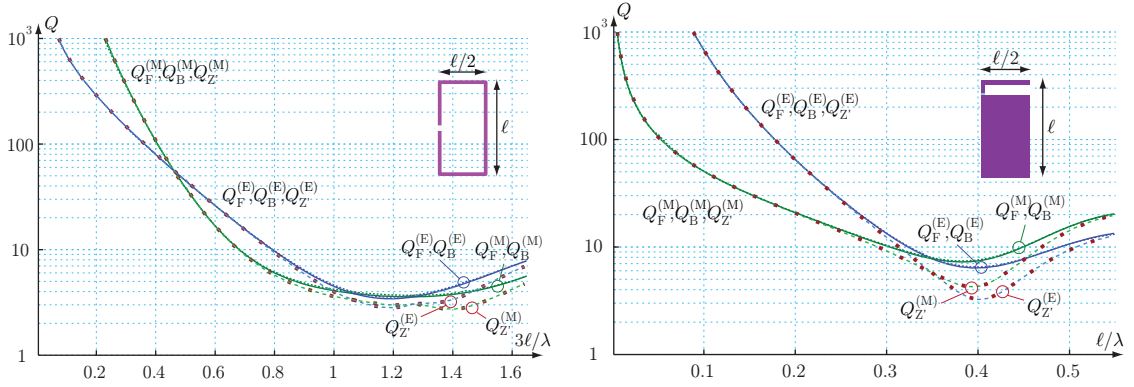 Q
10³
100
10
1
0.2 0.4 0.6 0.8 1 1.2 1.4 1.6
3ℓ/λ
Q_F^(M),Q_B^(M),Q_Z'^(M)
Q_F^(E),Q_B^(E),Q_Z'^(E)
Q_F^(E),Q_B^(E)
Q_F^(M),Q_B^(M)
Q_Z'^(E)
Q_Z'^(M)
ℓ/2
ℓ
Q
10³
100
10
1
0.1 0.2 0.3 0.4 0.5
ℓ/λ
Q_F^(E),Q_B^(E),Q_Z'^(E)
Q_F^(M),Q_B^(M),Q_Z'^(M)
Q_F^(M),Q_B^(M)
Q_F^(E),Q_B^(E)
Q_Z'^(M)
Q_Z'^(E)
ℓ/2
ℓ